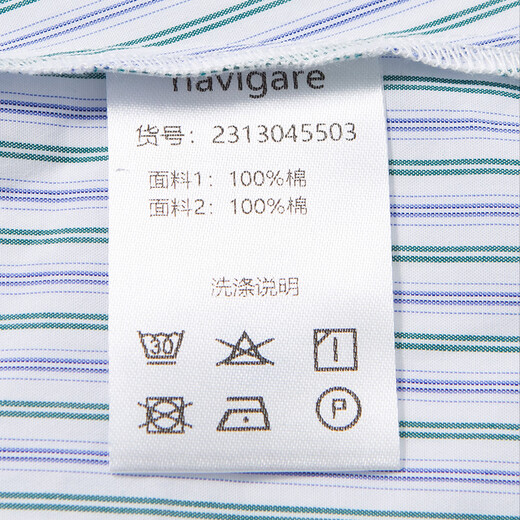 navigare
货号：2313045503
面料1：100%棉
面料2：100%棉
洗涤说明
30
P